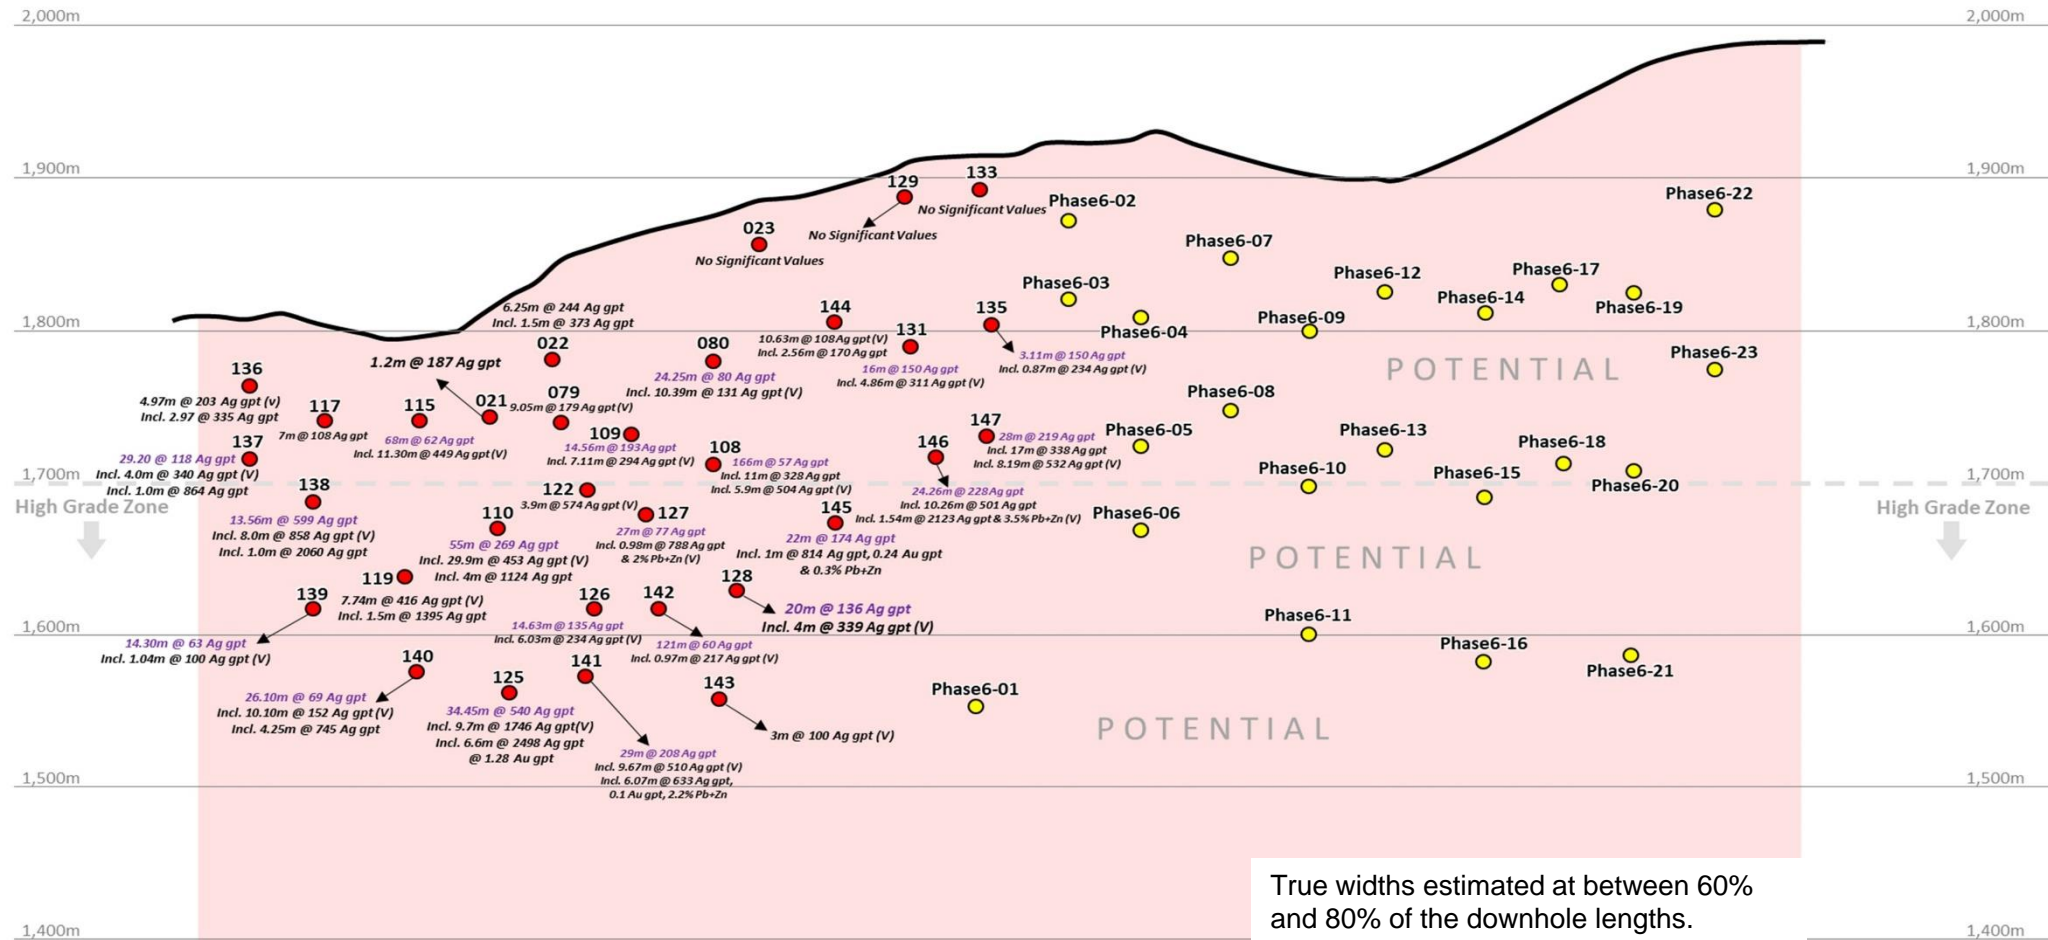 2,000m
2,000m
1,900m
1,900m
129
133
No Significant Values
No Significant Values
023
No Significant Values
Phase6-02
Phase6-22
Phase6-07
Phase6-03
Phase6-12
Phase6-17
Phase6-14
Phase6-19
Phase6-04
Phase6-09
1,800m
1,800m
6.25m @ 244 Ag gpt
Incl. 1.5m @ 373 Ag gpt
022
144
10.63m @ 108 Ag gpt (V)
Incl. 2.56m @ 170 Ag gpt
131
16m @ 150 Ag gpt
Incl. 4.86m @ 311 Ag gpt (V)
135
3.11m @ 150 Ag gpt
Incl. 0.87m @ 234 Ag gpt (V)
080
24.25m @ 80 Ag gpt
Incl. 10.39m @ 131 Ag gpt (V)
POTENTIAL
Phase6-23
136
4.97m @ 203 Ag gpt (v)
Incl. 2.97 @ 335 Ag gpt
117
7m @ 108 Ag gpt
1.2m @ 187 Ag gpt
115
68m @ 62 Ag gpt
Incl. 11.30m @ 449 Ag gpt (V)
021
079
9.05m @ 179 Ag gpt (V)
109
14.56m @ 193 Ag gpt
Incl. 7.11m @ 294 Ag gpt (V)
108
166m @ 57 Ag gpt
Incl. 11m @ 328 Ag gpt
Incl. 5.9m @ 504 Ag gpt (V)
146
24.26m @ 228 Ag gpt
Incl. 10.26m @ 501 Ag gpt
Incl. 1.54m @ 2123 Ag gpt & 3.5% Pb+Zn (V)
147
28m @ 219 Ag gpt
Incl. 17m @ 338 Ag gpt
Incl. 8.19m @ 532 Ag gpt (V)
Phase6-08
Phase6-05
Phase6-13
Phase6-18
Phase6-10
Phase6-15
Phase6-20
137
29.20 @ 118 Ag gpt
Incl. 4.0m @ 340 Ag gpt (V)
Incl. 1.0m @ 864 Ag gpt
1,700m
1,700m
High Grade Zone
High Grade Zone
138
13.56m @ 599 Ag gpt
Incl. 8.0m @ 858 Ag gpt (V)
Incl. 1.0m @ 2060 Ag gpt
122
3.9m @ 574 Ag gpt (V)
110
55m @ 269 Ag gpt
Incl. 29.9m @ 453 Ag gpt (V)
Incl. 4m @ 1124 Ag gpt
127
27m @ 77 Ag gpt
Incl. 0.98m @ 788 Ag gpt
& 2% Pb+Zn (V)
145
22m @ 174 Ag gpt
Incl. 1m @ 814 Ag gpt, 0.24 Au gpt
& 0.3% Pb+Zn
Phase6-06
POTENTIAL
119
7.74m @ 416 Ag gpt (V)
Incl. 1.5m @ 1395 Ag gpt
139
14.30m @ 63 Ag gpt
Incl. 1.04m @ 100 Ag gpt (V)
126
14.63m @ 135 Ag gpt
Incl. 6.03m @ 234 Ag gpt (V)
142
121m @ 60 Ag gpt
Incl. 0.97m @ 217 Ag gpt (V)
128
20m @ 136 Ag gpt
Incl. 4m @ 339 Ag gpt (V)
Phase6-11
1,600m
1,600m
Phase6-16
Phase6-21
140
26.10m @ 69 Ag gpt
Incl. 10.10m @ 152 Ag gpt (V)
Incl. 4.25m @ 745 Ag gpt
125
34.45m @ 540 Ag gpt
Incl. 9.7m @ 1746 Ag gpt(V)
Incl. 6.6m @ 2498 Ag gpt
@ 1.28 Au gpt
141
29m @ 208 Ag gpt
Incl. 9.67m @ 510 Ag gpt (V)
Incl. 6.07m @ 633 Ag gpt,
0.1 Au gpt, 2.2% Pb+Zn
143
3m @ 100 Ag gpt (V)
Phase6-01
POTENTIAL
1,500m
1,500m
True widths estimated at between 60%
and 80% of the downhole lengths.
1,400m
1,400m